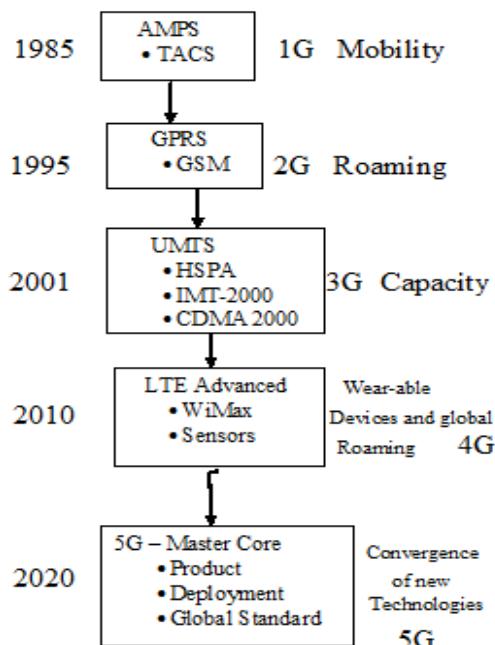 AMPS
1985 • TACS 1G Mobility
GPRS
1995 • GSM 2G Roaming
UMTS
• HSPA
2001 • IMT-2000 3G Capacity
• CDMA 2000
LTE Advanced Wear-able
2010 • WiMax Devices and global
• Sensors Roaming 4G
5G – Master Core
• Product Convergence
2020 • Deployment of new
• Global Standard Technologies
5G